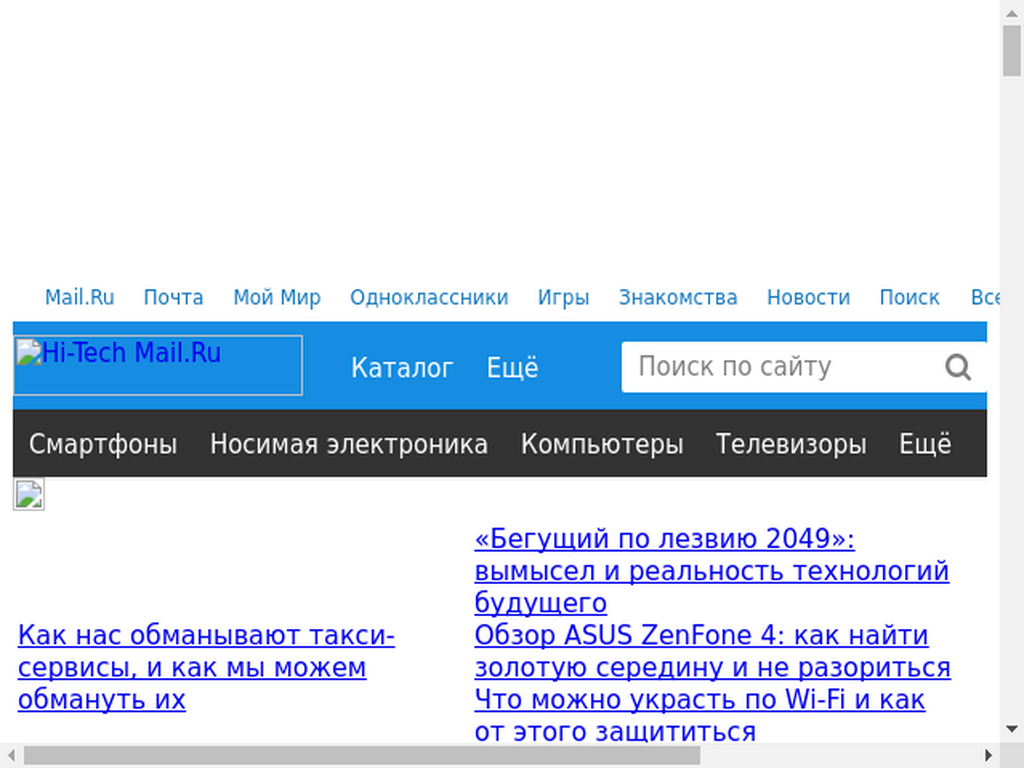 Mail.Ru Почта Мой Мир Одноклассники Игры Знакомства Новости Поиск Все
Hi-Tech Mail.Ru Каталог Ещё Поиск по сайту
Смартфоны Носимая электроника Компьютеры Телевизоры Ещё
Как нас обманывают такси-
сервисы, и как мы можем
обмануть их
«Бегущий по лезвию 2049»:
вымысел и реальность технологий
будущего
Обзор ASUS ZenFone 4: как найти
золотую середину и не разориться
Что можно украсть по Wi-Fi и как
от этого защититься